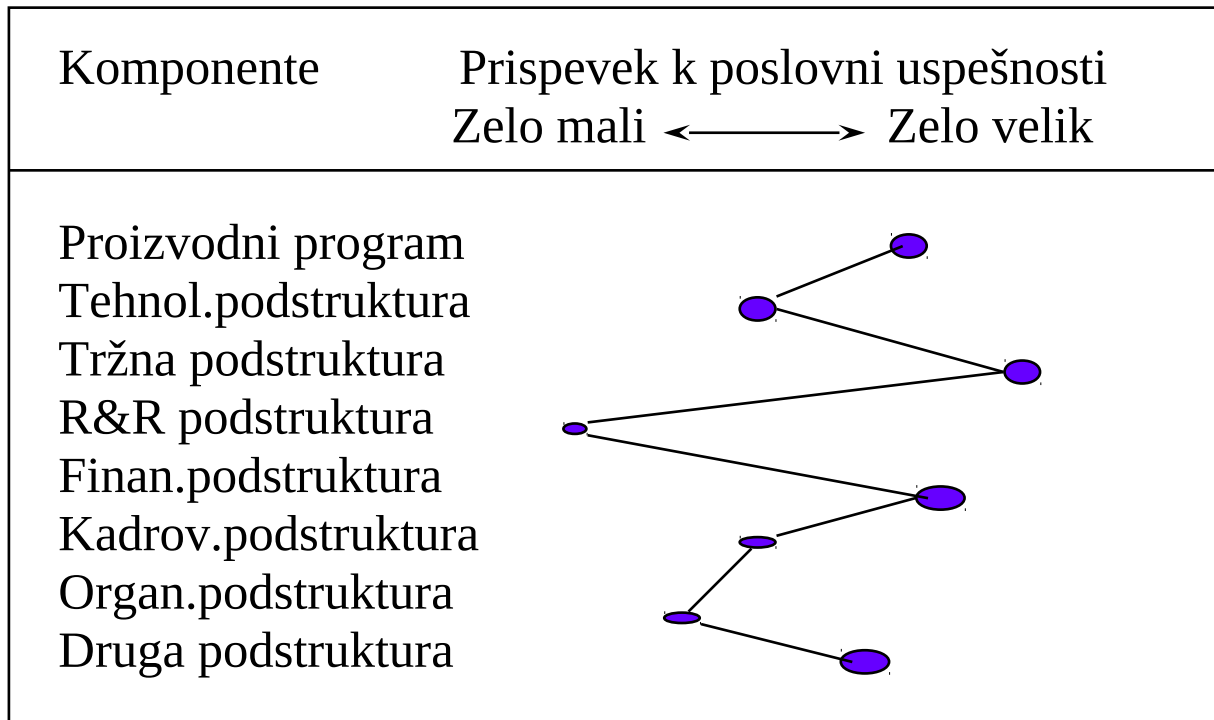 Komponente Prispevek k poslovni uspešnosti
Zelo mali Zelo velik
Proizvodni program
Tehnol.podstruktura
Tržna podstruktura
R&R podstruktura
Finan.podstruktura
Kadrov.podstruktura
Organ.podstruktura
Druga podstruktura